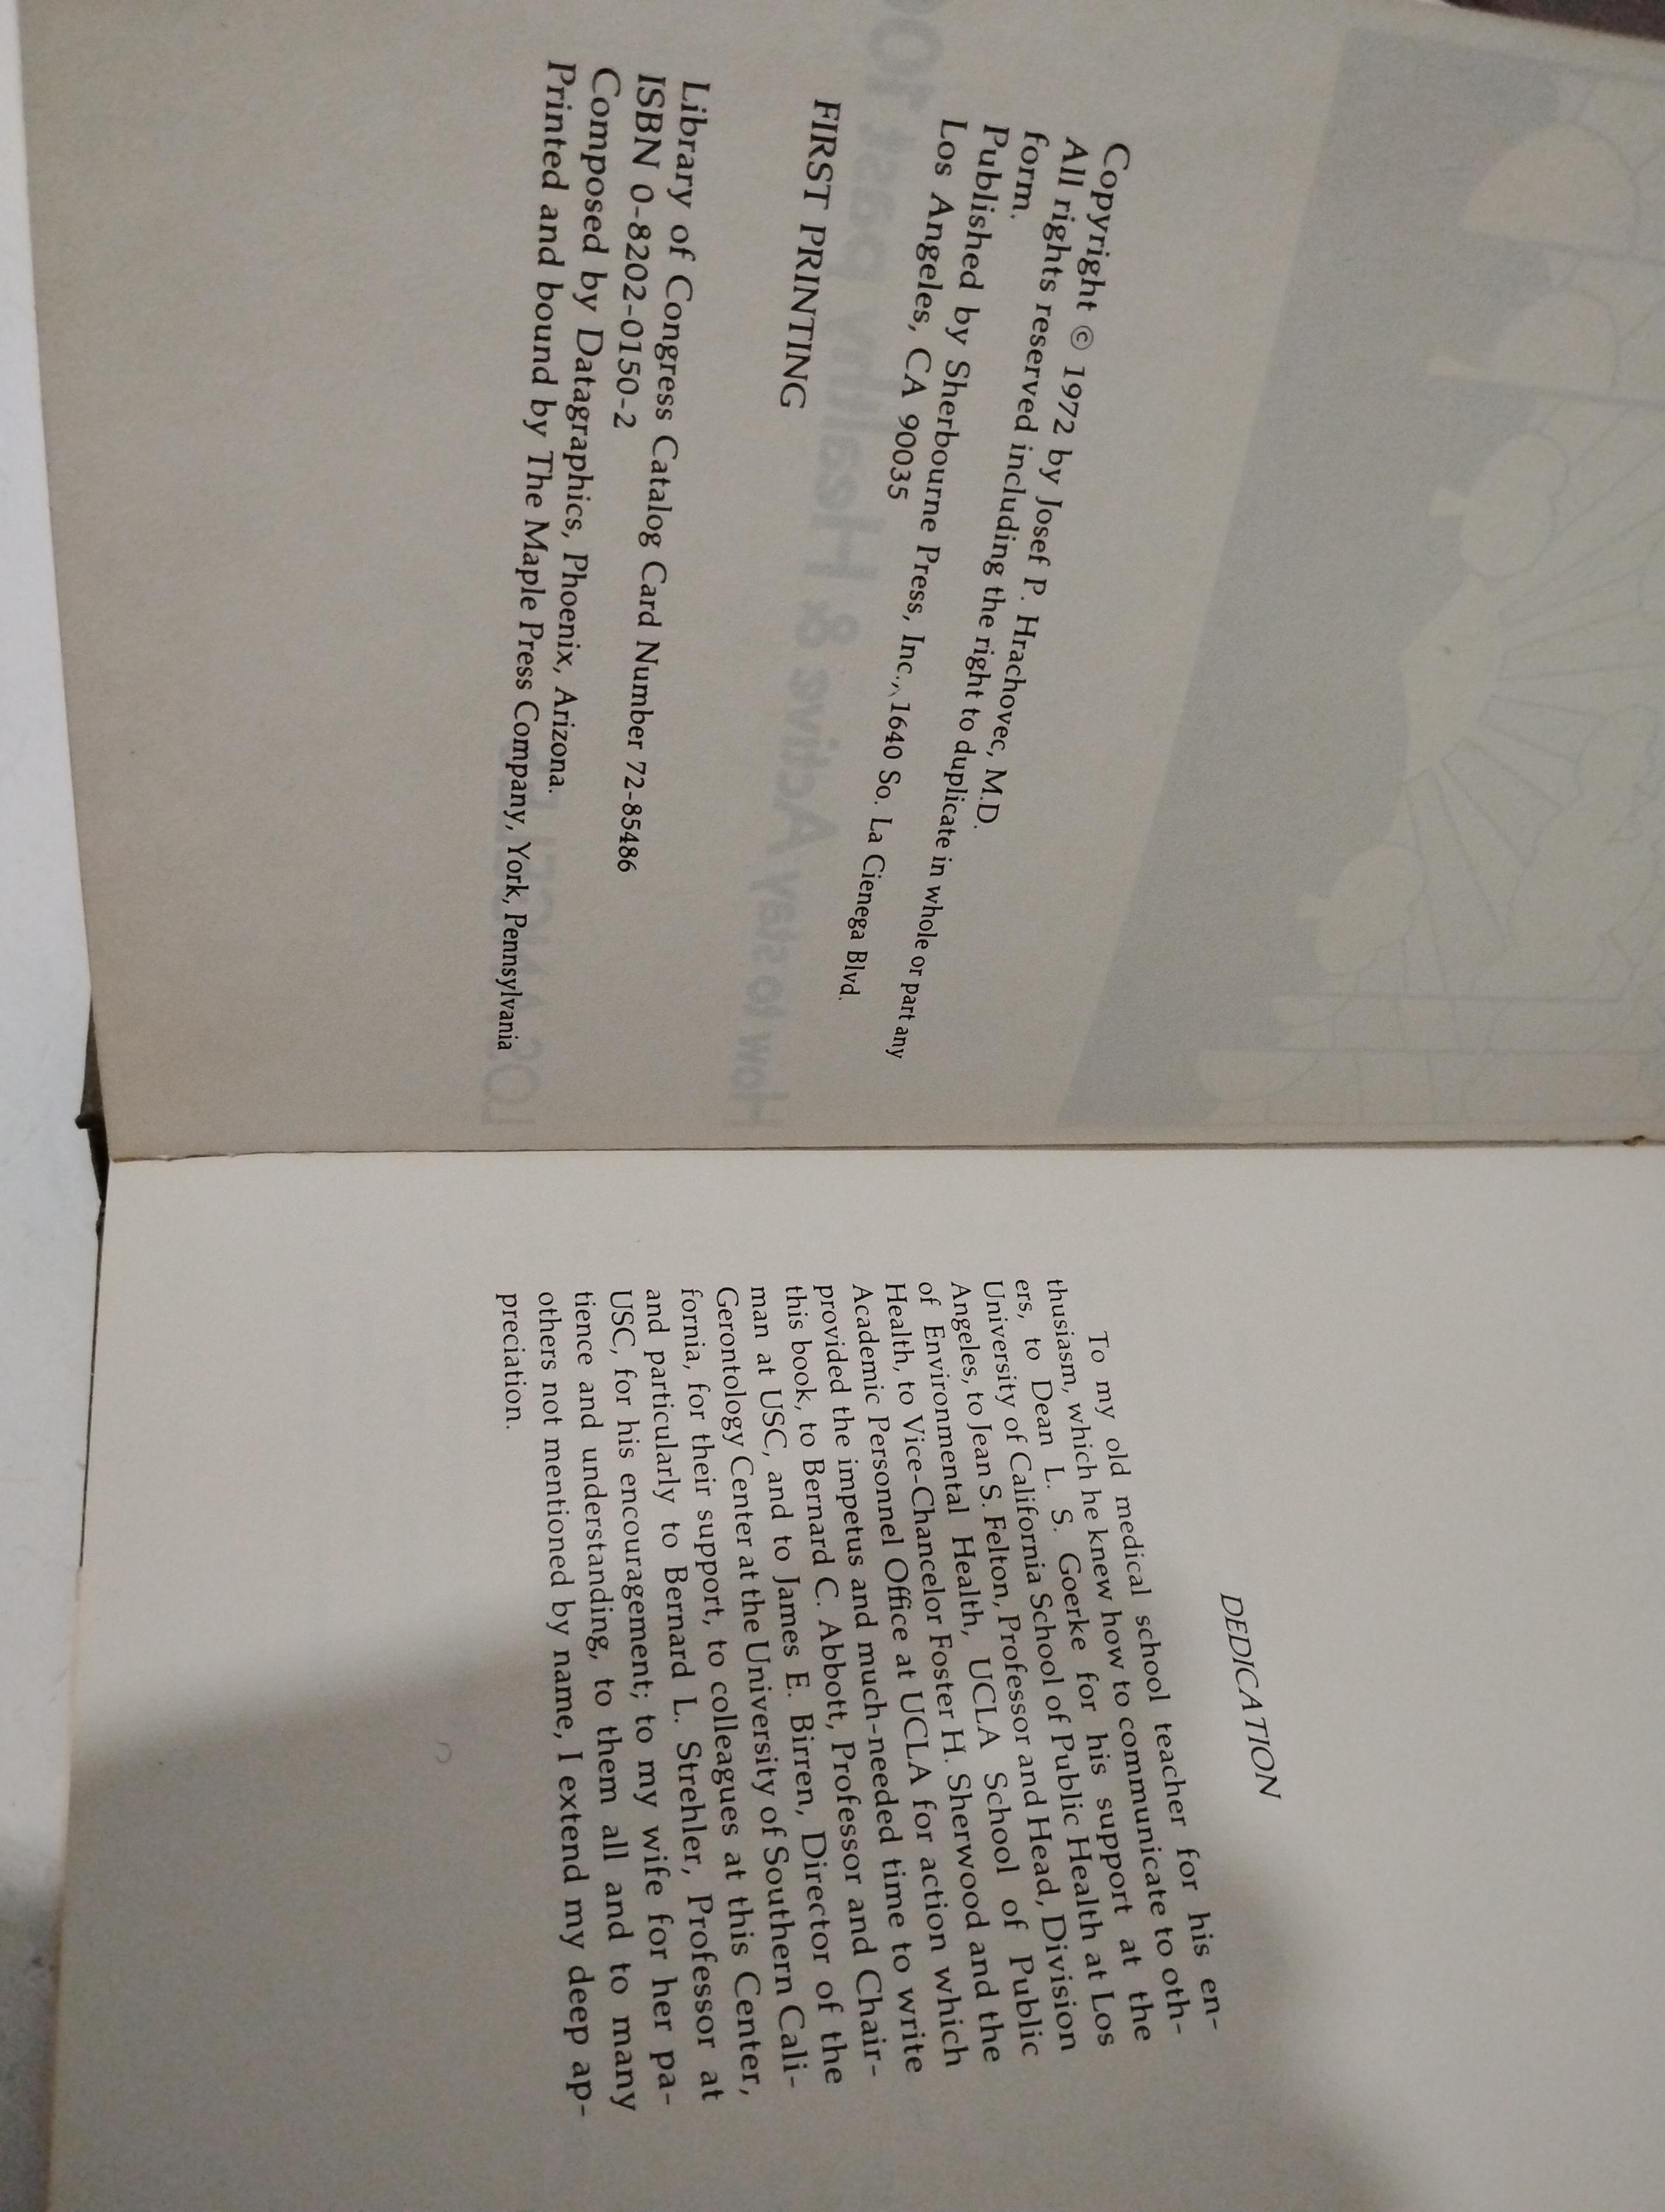 Copyright © 1972 by Josef P. Hrachovec, M.D.
All rights reserved including the right to duplicate in whole or part any
form.
Published by Sherbourne Press, Inc., 1640 So. La Cienega Blvd.
Los Angeles, CA 90035
FIRST PRINTING
Library of Congress Catalog Card Number 72-85486
ISBN 0-8202-0150-2
Composed by Datagraphics, Phoenix, Arizona.
Printed and bound by The Maple Press Company, York, Pennsylvania
DEDICATION
To my old medical school teacher for his en-
thusiasm, which he knew how to communicate to oth-
ers, to Dean L. S. Goerke for his support at the
University of California School of Public Health at Los
Angeles, to Jean S. Felton, Professor and Head, Division
of Environmental Health, UCLA School of Public
Health, to Vice-Chancelor Foster H. Sherwood and the
Academic Personnel Office at UCLA for action which
provided the impetus and much-needed time to write
this book, to Bernard C. Abbott, Professor and Chair-
man at USC, and to James E. Birren, Director of the
Gerontology Center at the University of Southern Cali-
fornia, for their support, to colleagues at this Center,
and particularly to Bernard L. Strehler, Professor at
USC, for his encouragement; to my wife for her pa-
tience and understanding, to them all and to many
others not mentioned by name, I extend my deep ap-
preciation.